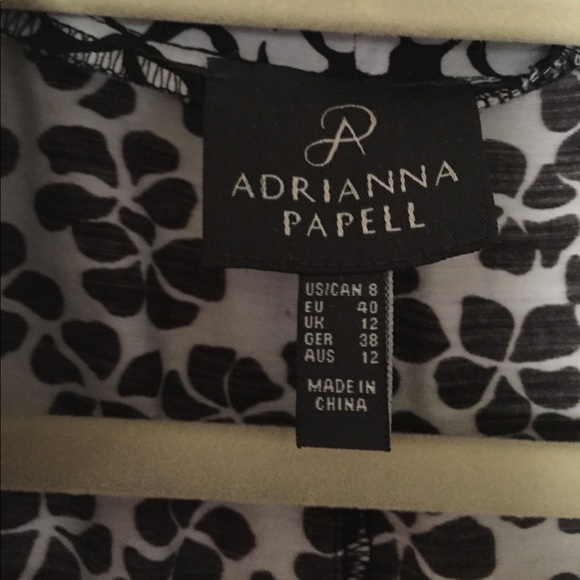 AP
ADRIANNA
PAPELL
US/CAN 8
EU 40
UK 12
GER 38
AUS 12
MADE IN
CHINA